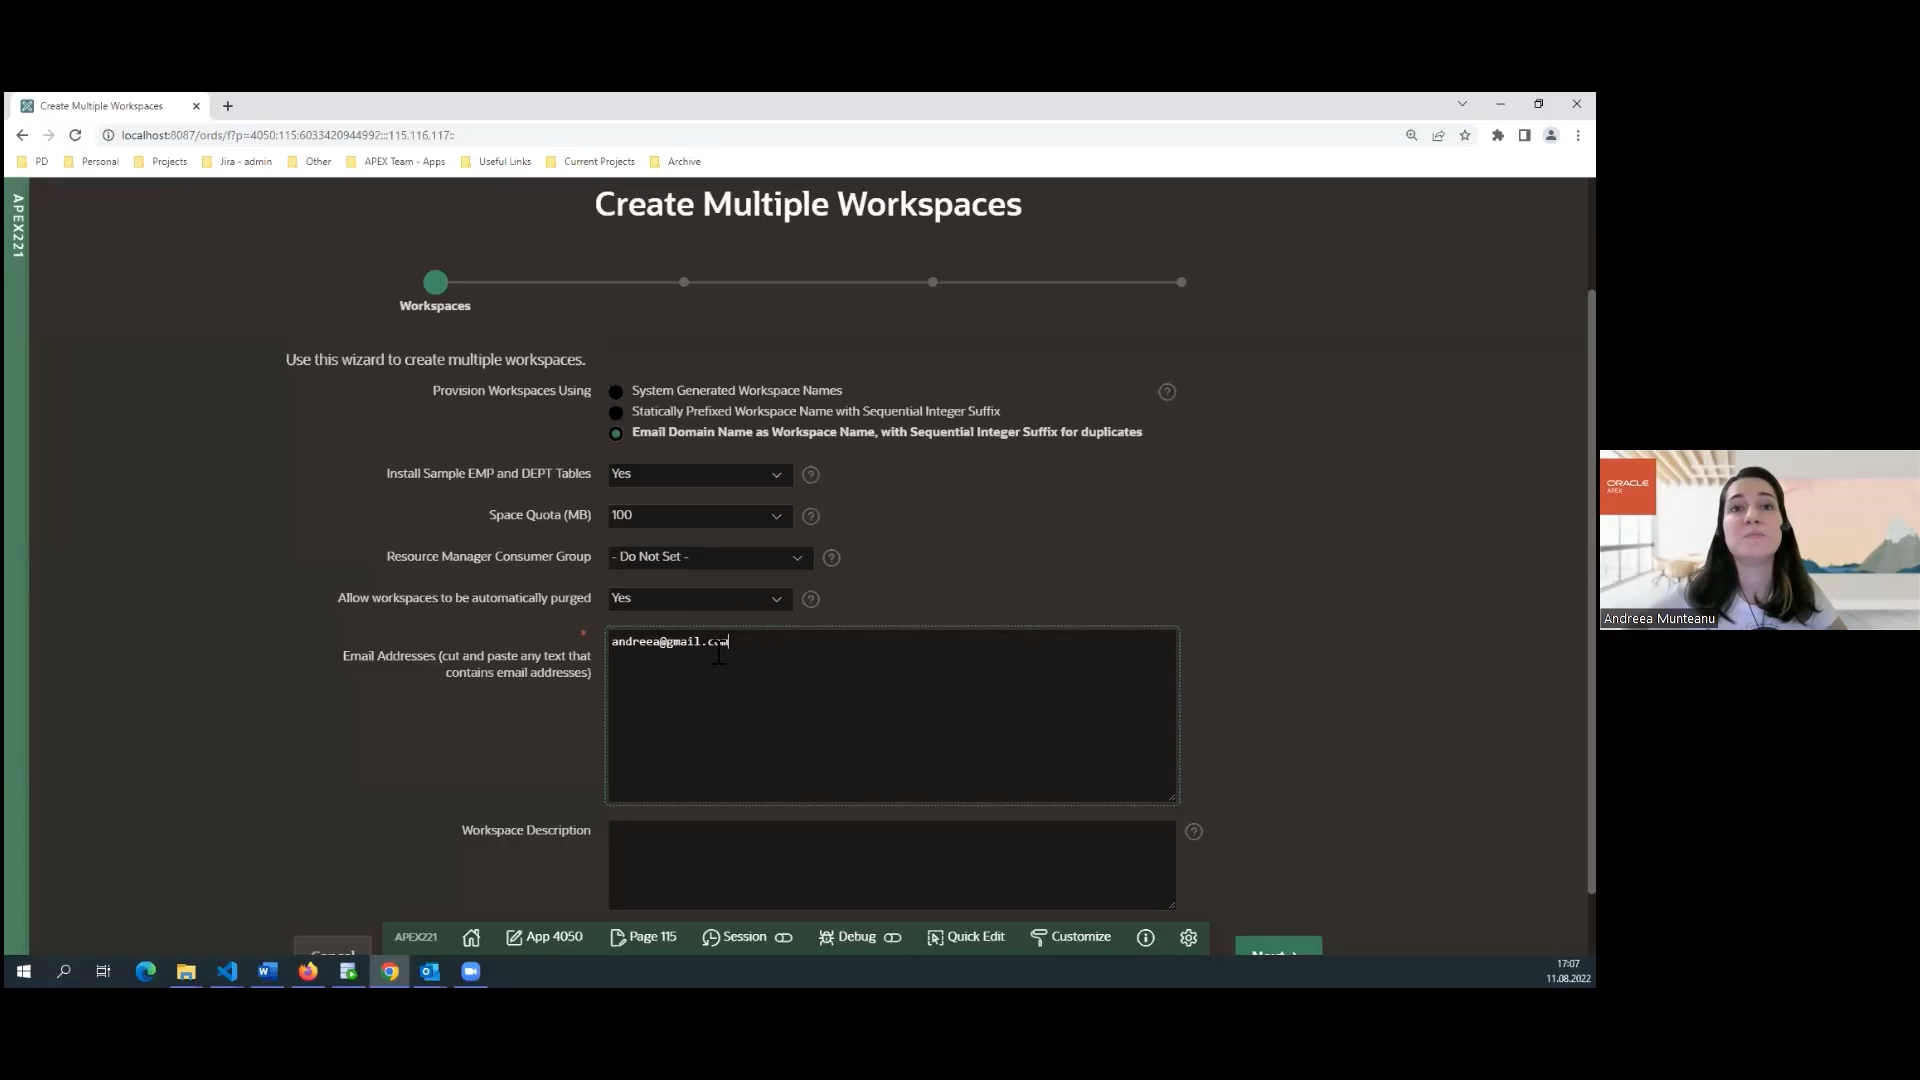 Create Multiple Workspaces
localhost:8087/ords/f?p=4050:115:6033420944992:::115,116,117::
PD Personal Projects Jira - admin Other APEX Team - Apps Useful Links Current Projects Archive
APEX221
Create Multiple Workspaces
Workspaces
Use this wizard to create multiple workspaces.
Provision Workspaces Using
System Generated Workspace Names
Statically Prefixed Workspace Name with Sequential Integer Suffix
Email Domain Name as Workspace Name, with Sequential Integer Suffix for duplicates
Install Sample EMP and DEPT Tables Yes
Space Quota (MB) 100
Resource Manager Consumer Group - Do Not Set -
Allow workspaces to be automatically purged Yes
* Email Addresses (cut and paste any text that
contains email addresses)
andreea@gmail.com
Workspace Description
APEX221 App 4050 Page 115 Session Debug Quick Edit Customize
Cancel
Next >
17:07
11.08.2022
ORACLE
APEX
Andreea Munteanu